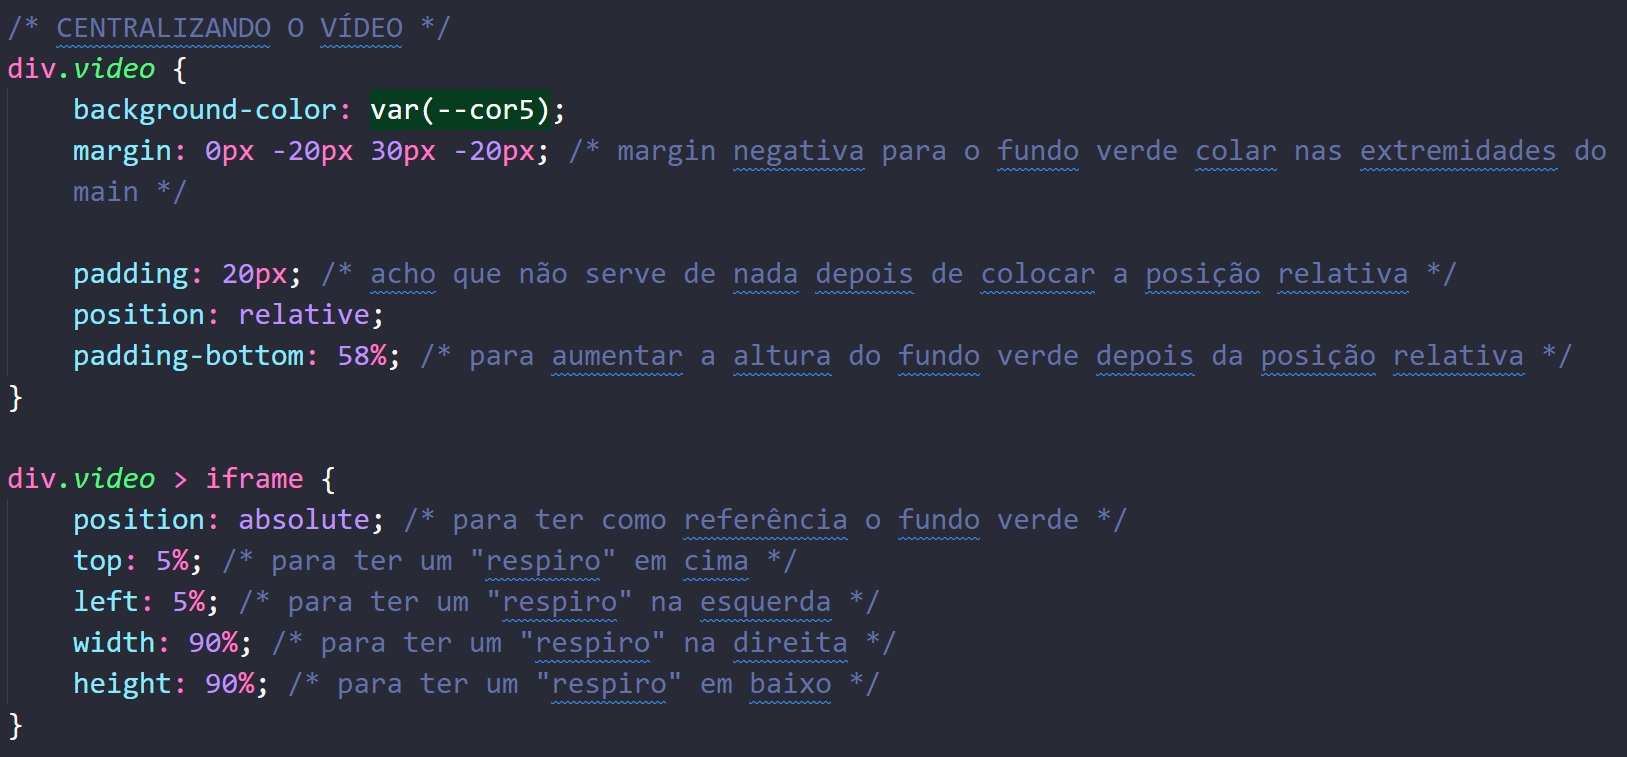 /* CENTRALIZANDO O VÍDEO */
div.video {
    background-color: var(--cor5);
    margin: 0px -20px 30px -20px; /* margin negativa para o fundo verde colar nas extremidades do
    main */
    padding: 20px; /* acho que não serve de nada depois de colocar a posição relativa */
    position: relative;
    padding-bottom: 58%; /* para aumentar a altura do fundo verde depois da posição relativa */
}
div.video > iframe {
    position: absolute; /* para ter como referência o fundo verde */
    top: 5%; /* para ter um "respiro" em cima */
    left: 5%; /* para ter um "respiro" na esquerda */
    width: 90%; /* para ter um "respiro" na direita */
    height: 90%; /* para ter um "respiro" em baixo */
}